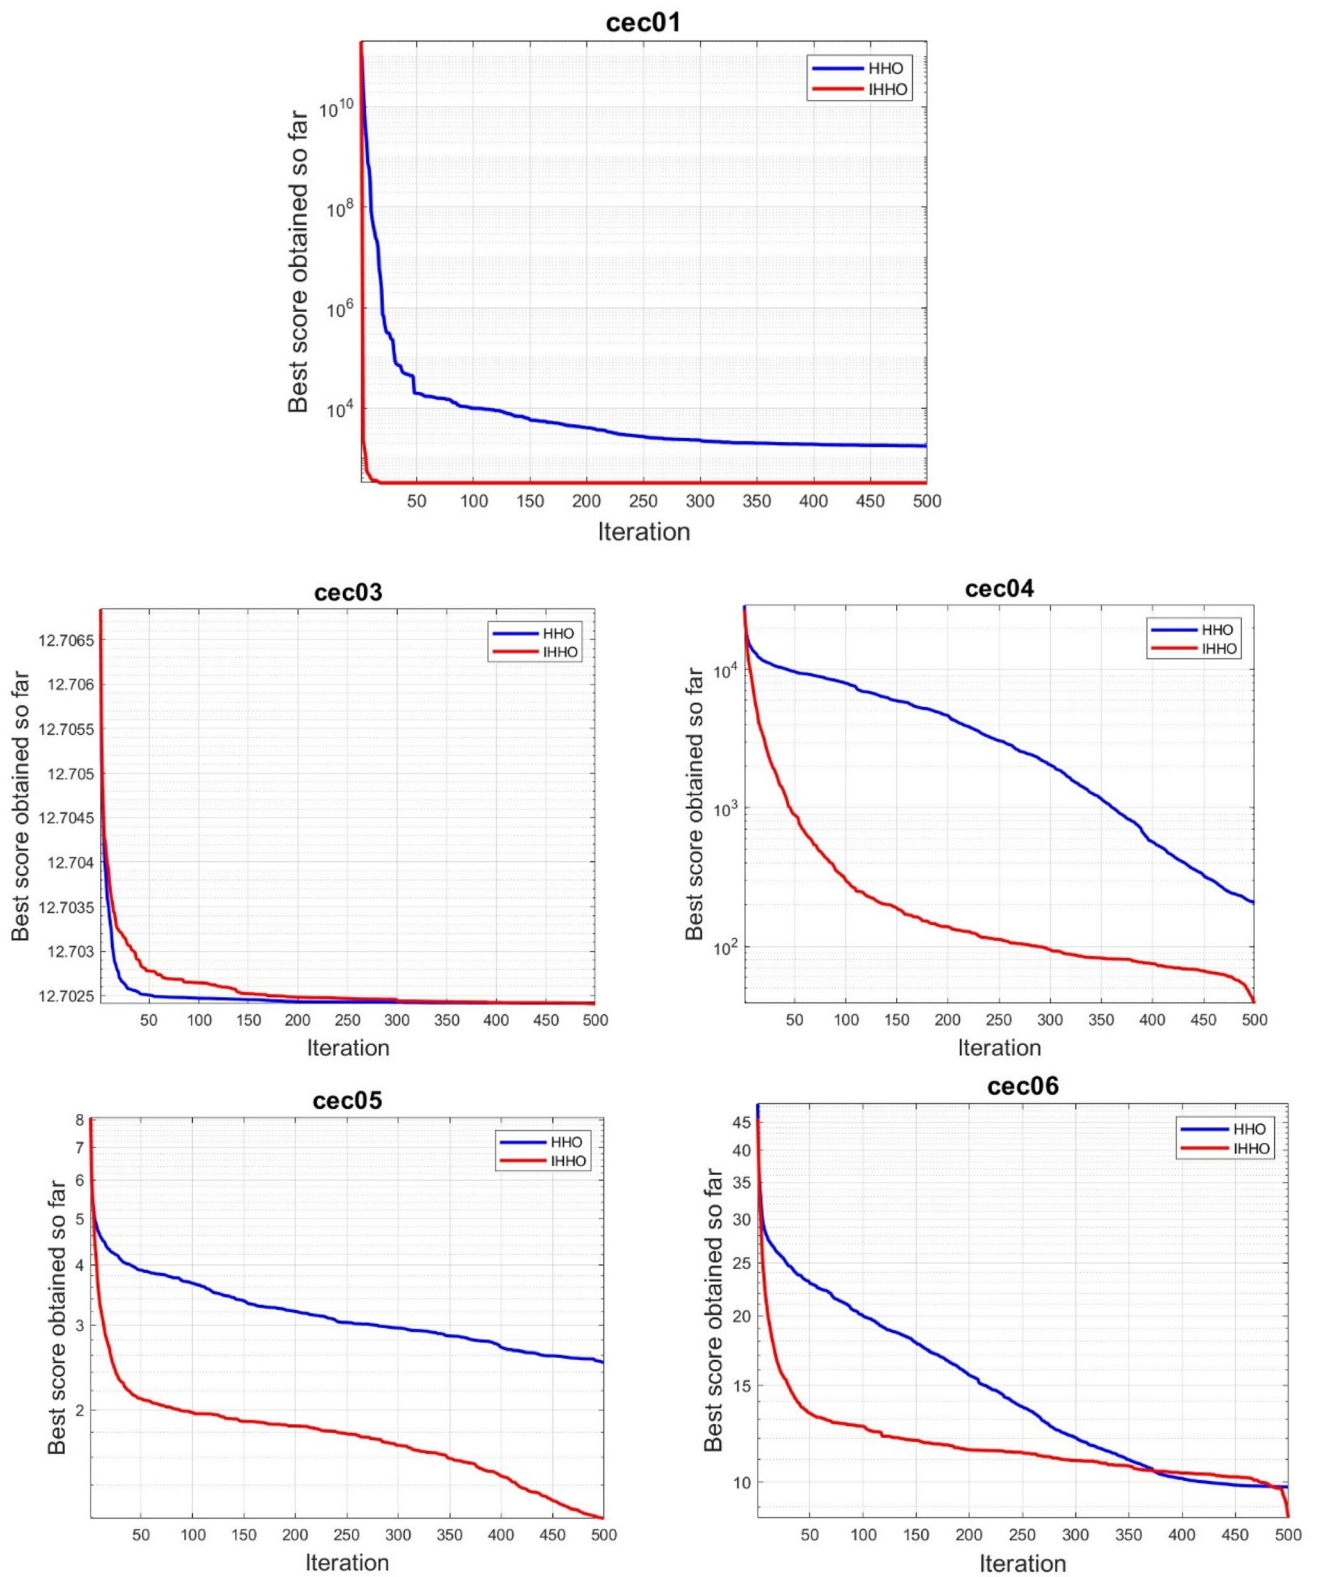 cec01
HHO
IHHO
Best score obtained so far
10^10
10^8
10^6
10^4
50 100 150 200 250 300 350 400 450 500
Iteration
cec03
HHO
IHHO
Best score obtained so far
12.7065
12.706
12.7055
12.705
12.7045
12.704
12.7035
12.703
12.7025
50 100 150 200 250 300 350 400 450 500
Iteration
cec04
HHO
IHHO
Best score obtained so far
10^4
10^3
10^2
50 100 150 200 250 300 350 400 450 500
Iteration
cec05
HHO
IHHO
Best score obtained so far
8
7
6
5
4
3
2
50 100 150 200 250 300 350 400 450 500
Iteration
cec06
HHO
IHHO
Best score obtained so far
45
40
35
30
25
20
15
10
50 100 150 200 250 300 350 400 450 500
Iteration